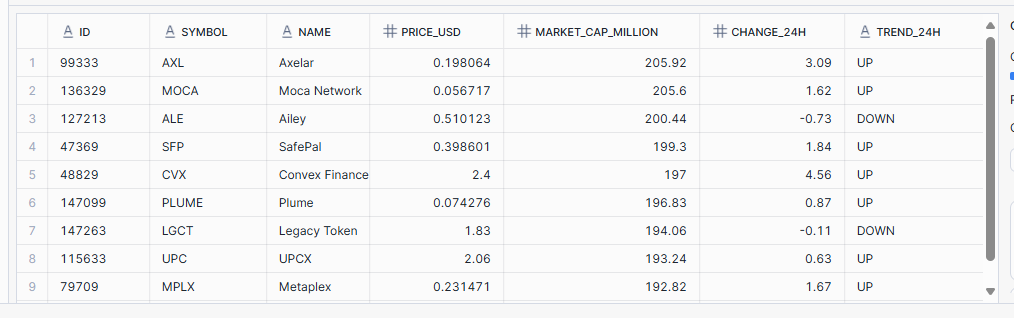 A ID A SYMBOL A NAME # PRICE_USD # MARKET_CAP_MILLION # CHANGE_24H A TREND_24H
1 99333 AXL Axelar 0.198064 205.92 3.09 UP
2 136329 MOCA Moca Network 0.056717 205.6 1.62 UP
3 127213 ALE Ailey 0.510123 200.44 -0.73 DOWN
4 47369 SFP SafePal 0.398601 199.3 1.84 UP
5 48829 CVX Convex Finance 2.4 197 4.56 UP
6 147099 PLUME Plume 0.074276 196.83 0.87 UP
7 147263 LGCT Legacy Token 1.83 194.06 -0.11 DOWN
8 115633 UPC UPCX 2.06 193.24 0.63 UP
9 79709 MPLX Metaplex 0.231471 192.82 1.67 UP